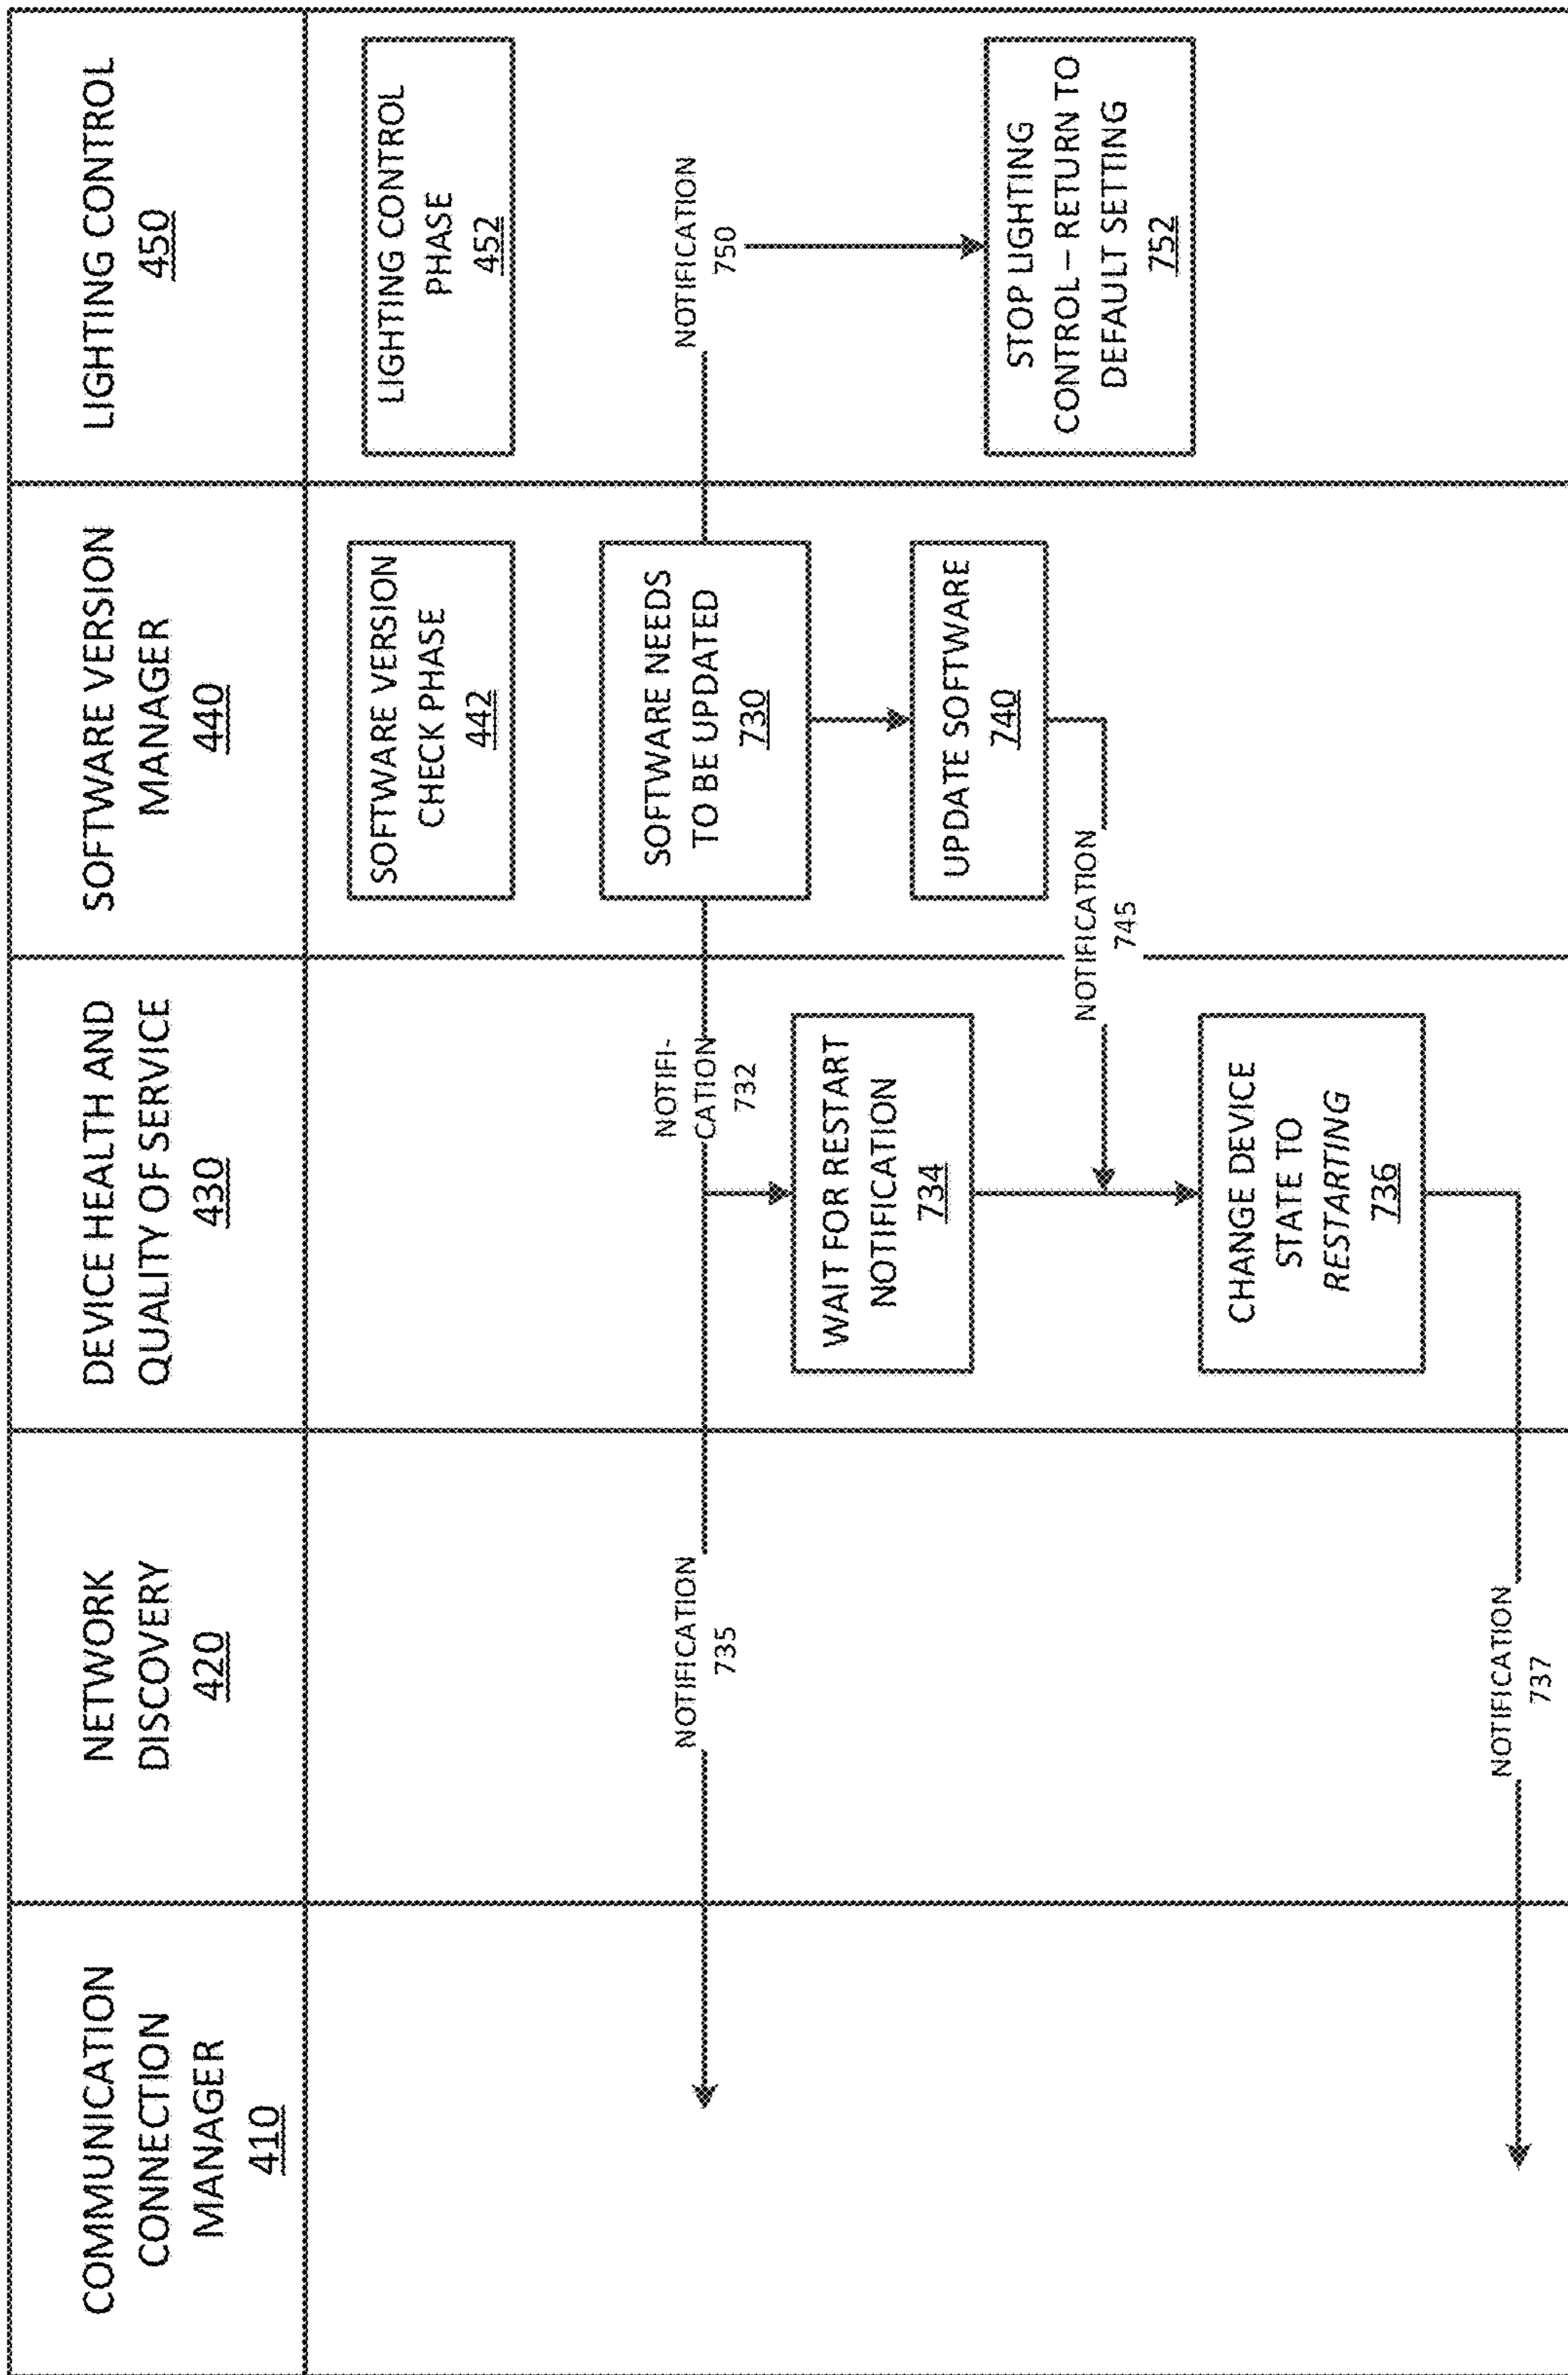 COMMUNICATION
CONNECTION
MANAGER
410
NETWORK
DISCOVERY
420
DEVICE HEALTH AND
QUALITY OF SERVICE
430
SOFTWARE VERSION
MANAGER
440
LIGHTING CONTROL
450
SOFTWARE VERSION
CHECK PHASE
442
LIGHTING CONTROL
PHASE
452
NOTIFICATION
735
NOTIFI-
CATION
732
SOFTWARE NEEDS
TO BE UPDATED
730
NOTIFICATION
750
WAIT FOR RESTART
NOTIFICATION
734
UPDATE SOFTWARE
740
STOP LIGHTING
CONTROL – RETURN TO
DEFAULT SETTING
752
NOTIFICATION
745
CHANGE DEVICE
STATE TO
RESTARTING
736
NOTIFICATION
737